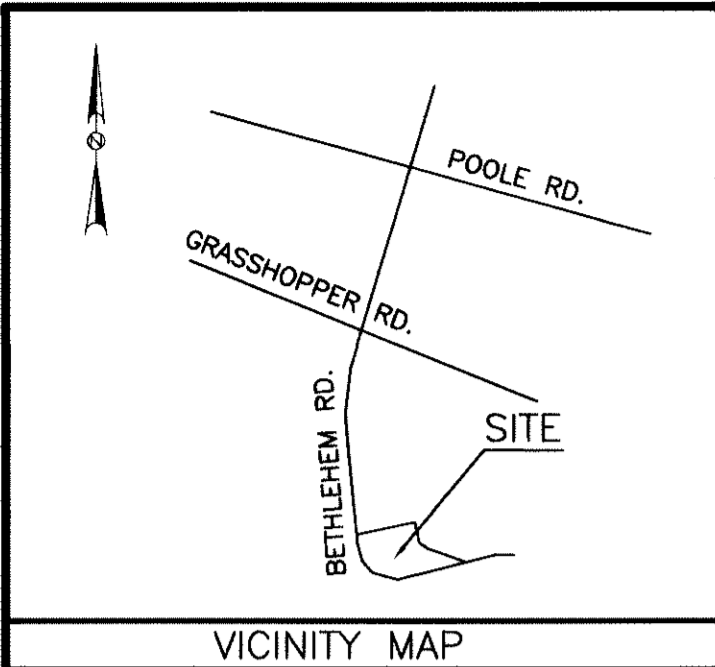 N
POOLE RD.
GRASSHOPPER RD.
BETHLEHEM RD.
SITE
VICINITY MAP